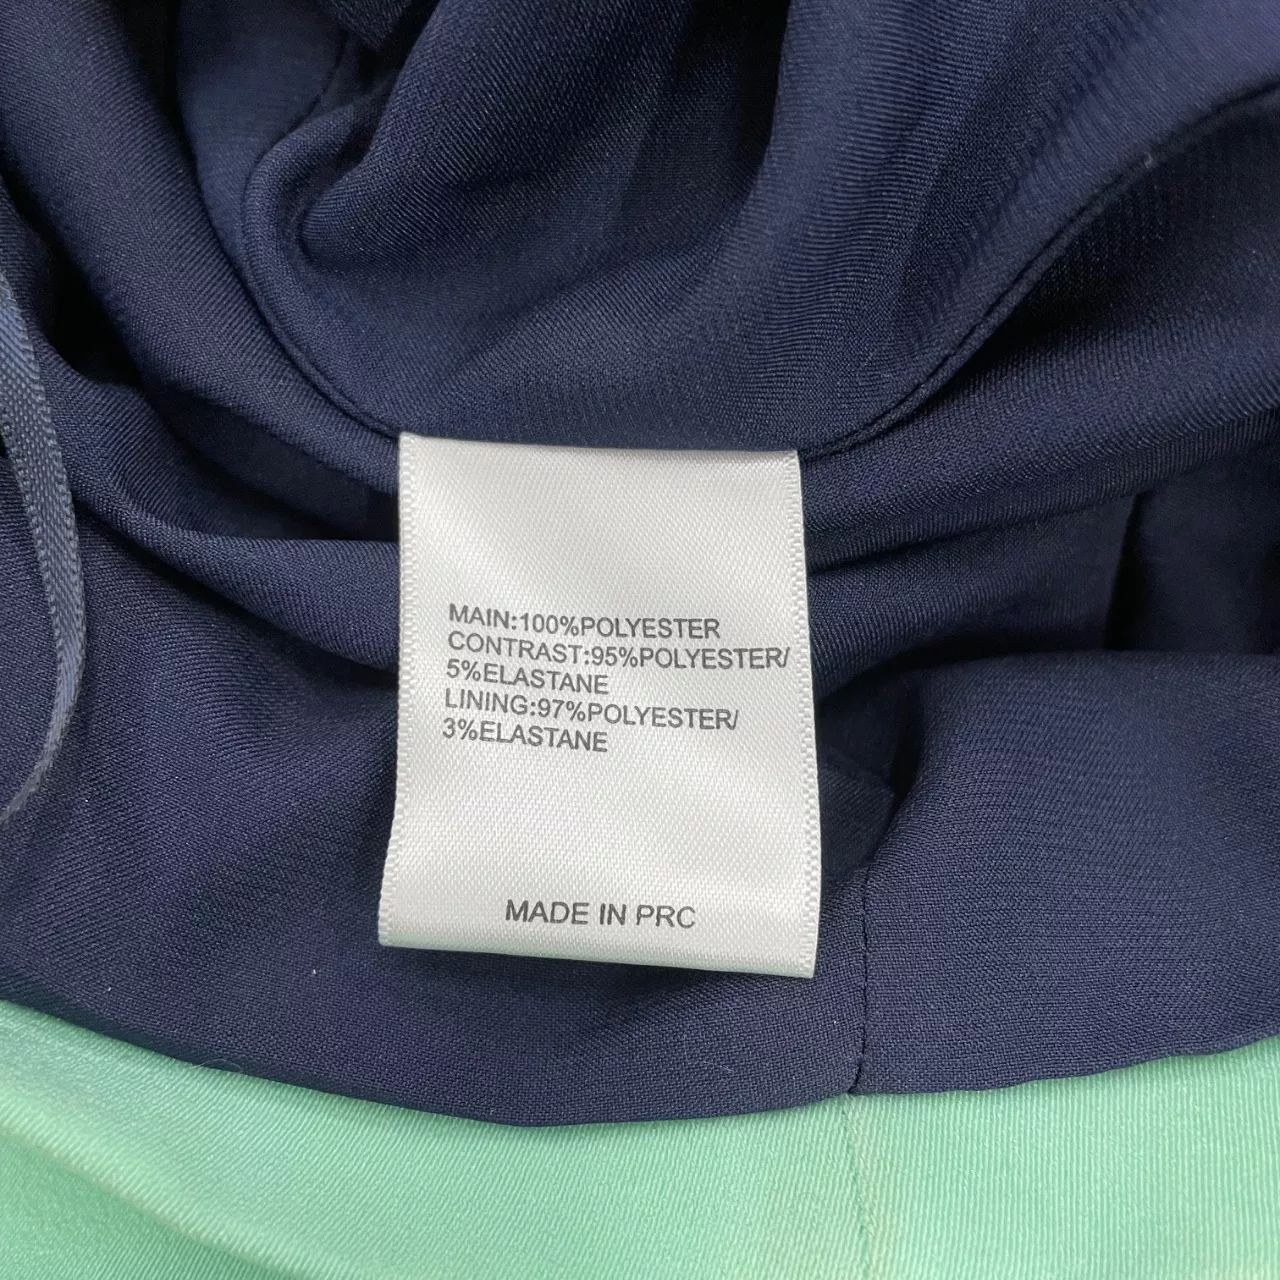 MAIN:100%POLYESTER
CONTRAST:95%POLYESTER/
5%ELASTANE
LINING:97%POLYESTER/
3%ELASTANE
MADE IN PRC